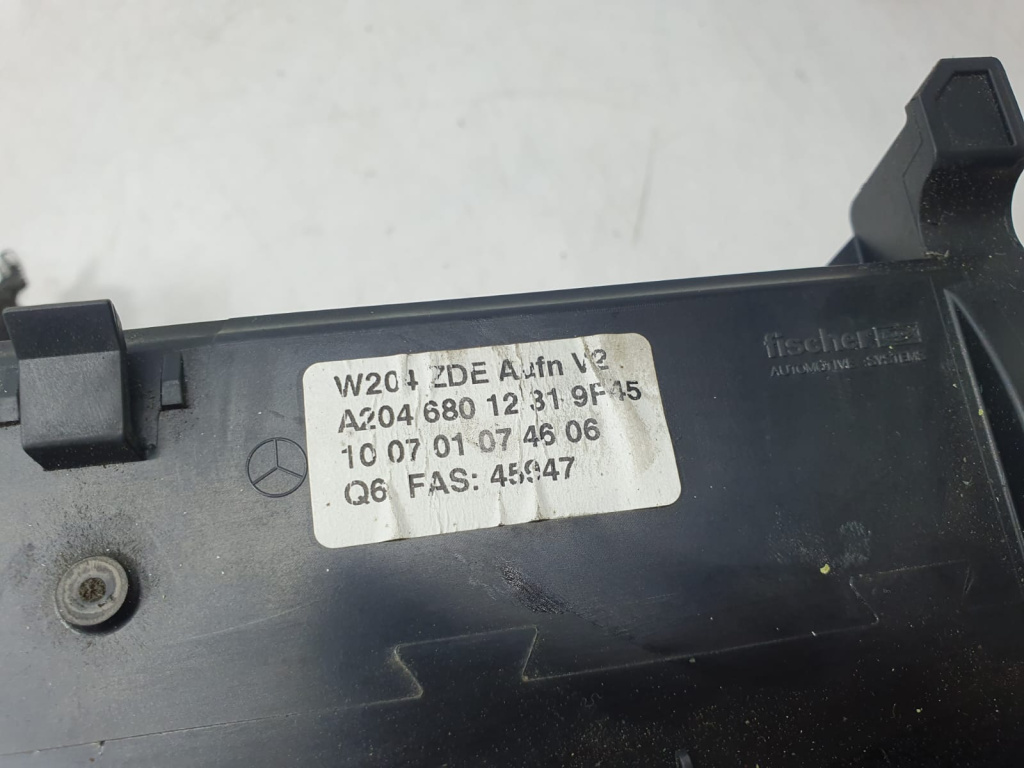 W204 ZDE Aufn V2
A204 680 12 31 9F45
10 07 01 07 46 06
Q6 FAS: 45947
fischer
AUTOMOTIVE SYSTEMS